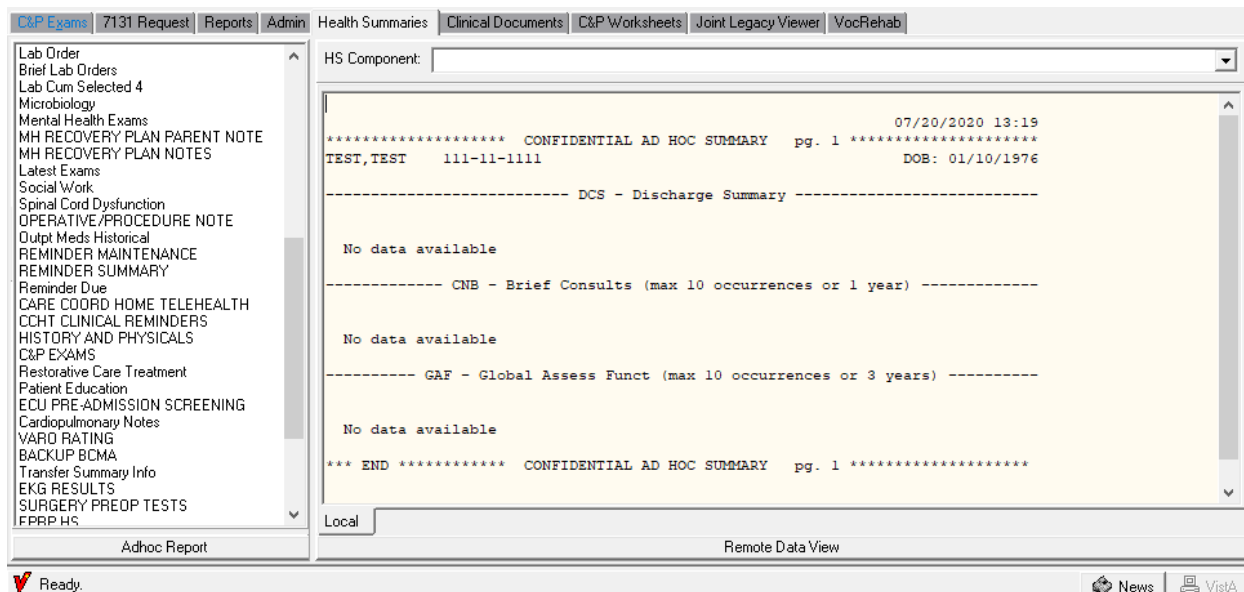 C&P Exams 7131 Request Reports Admin Health Summaries Clinical Documents C&P Worksheets Joint Legacy Viewer VocRehab
Lab Order
Brief Lab Orders
Lab Cum Selected 4
Microbiology
Mental Health Exams
MH RECOVERY PLAN PARENT NOTE
MH RECOVERY PLAN NOTES
Latest Exams
Social Work
Spinal Cord Dysfunction
OPERATIVE/PROCEDURE NOTE
Outpt Meds Historical
REMINDER MAINTENANCE
REMINDER SUMMARY
Reminder Due
CARE COORD HOME TELEHEALTH
CCHT CLINICAL REMINDERS
HISTORY AND PHYSICALS
C&P EXAMS
Restorative Care Treatment
Patient Education
ECU PRE-ADMISSION SCREENING
Cardiopulmonary Notes
VARO RATING
BACKUP BCMA
Transfer Summary Info
EKG RESULTS
SURGERY PREOP TESTS
EPRP HS
Adhoc Report
HS Component:
07/20/2020 13:19
******************** CONFIDENTIAL AD HOC SUMMARY pg. 1 *********************
TEST,TEST 111-11-1111 DOB: 01/10/1976
--------------------------- DCS - Discharge Summary ---------------------------
No data available
------------- CNB - Brief Consults (max 10 occurrences or 1 year) -------------
No data available
---------- GAF - Global Assess Funct (max 10 occurrences or 3 years) ----------
No data available
*** END ************ CONFIDENTIAL AD HOC SUMMARY pg. 1 ********************
Local
Remote Data View
Ready.
News
VistA